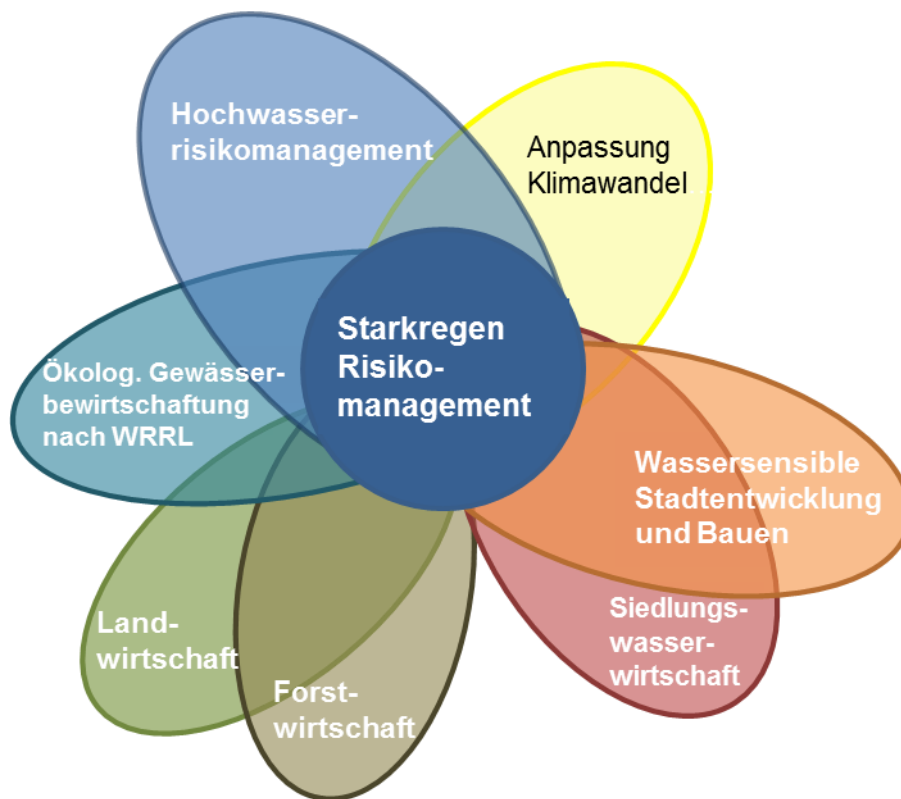 Hochwasser-
risikomanagement
Anpassung
Klimawandel...
Starkregen
Risiko-
management
Ökolog. Gewässer-
bewirtschaftung
nach WRRL
Wassersensible
Stadtentwicklung
und Bauen
Siedlungs-
wasser-
wirtschaft
Land-
wirtschaft
Forst-
wirtschaft